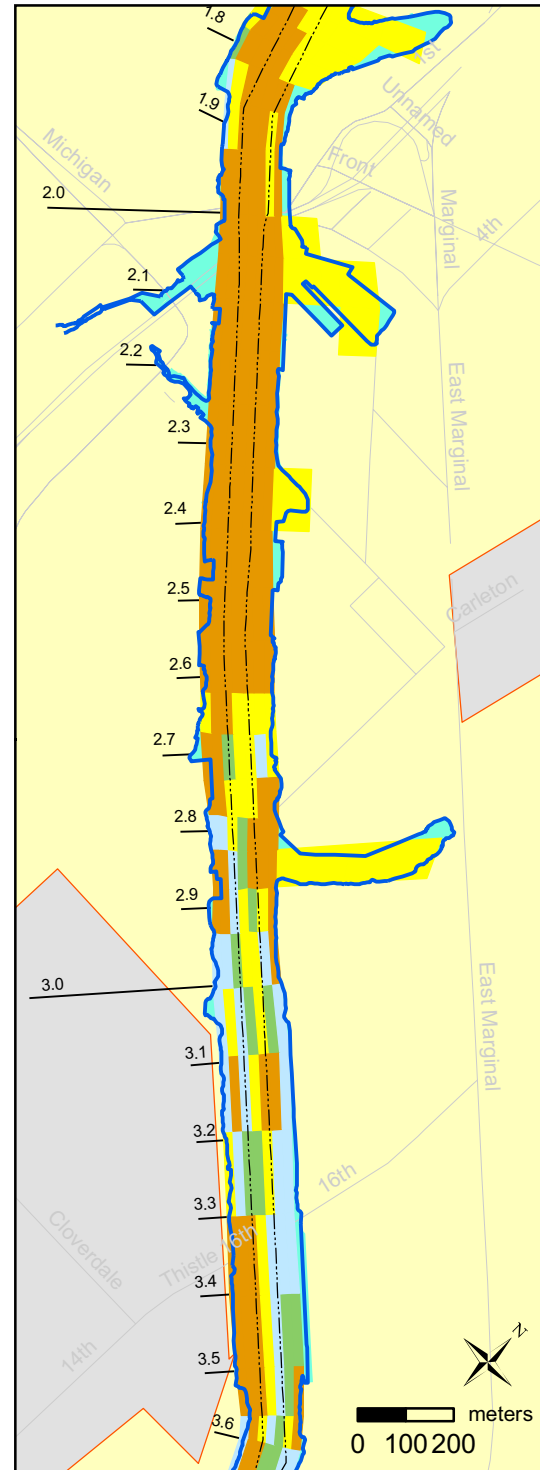 1.8
1st
1.9
Unnamed
Michigan
Front
2.0
Marginal
4th
2.1
2.2
East Marginal
2.3
2.4
2.5
Carleton
2.6
2.7
2.8
2.9
3.0
East Marginal
3.1
3.2
16th
3.3
Cloverdale
Thistle 16th
3.4
14th
3.5
N
3.6
meters
0 100 200